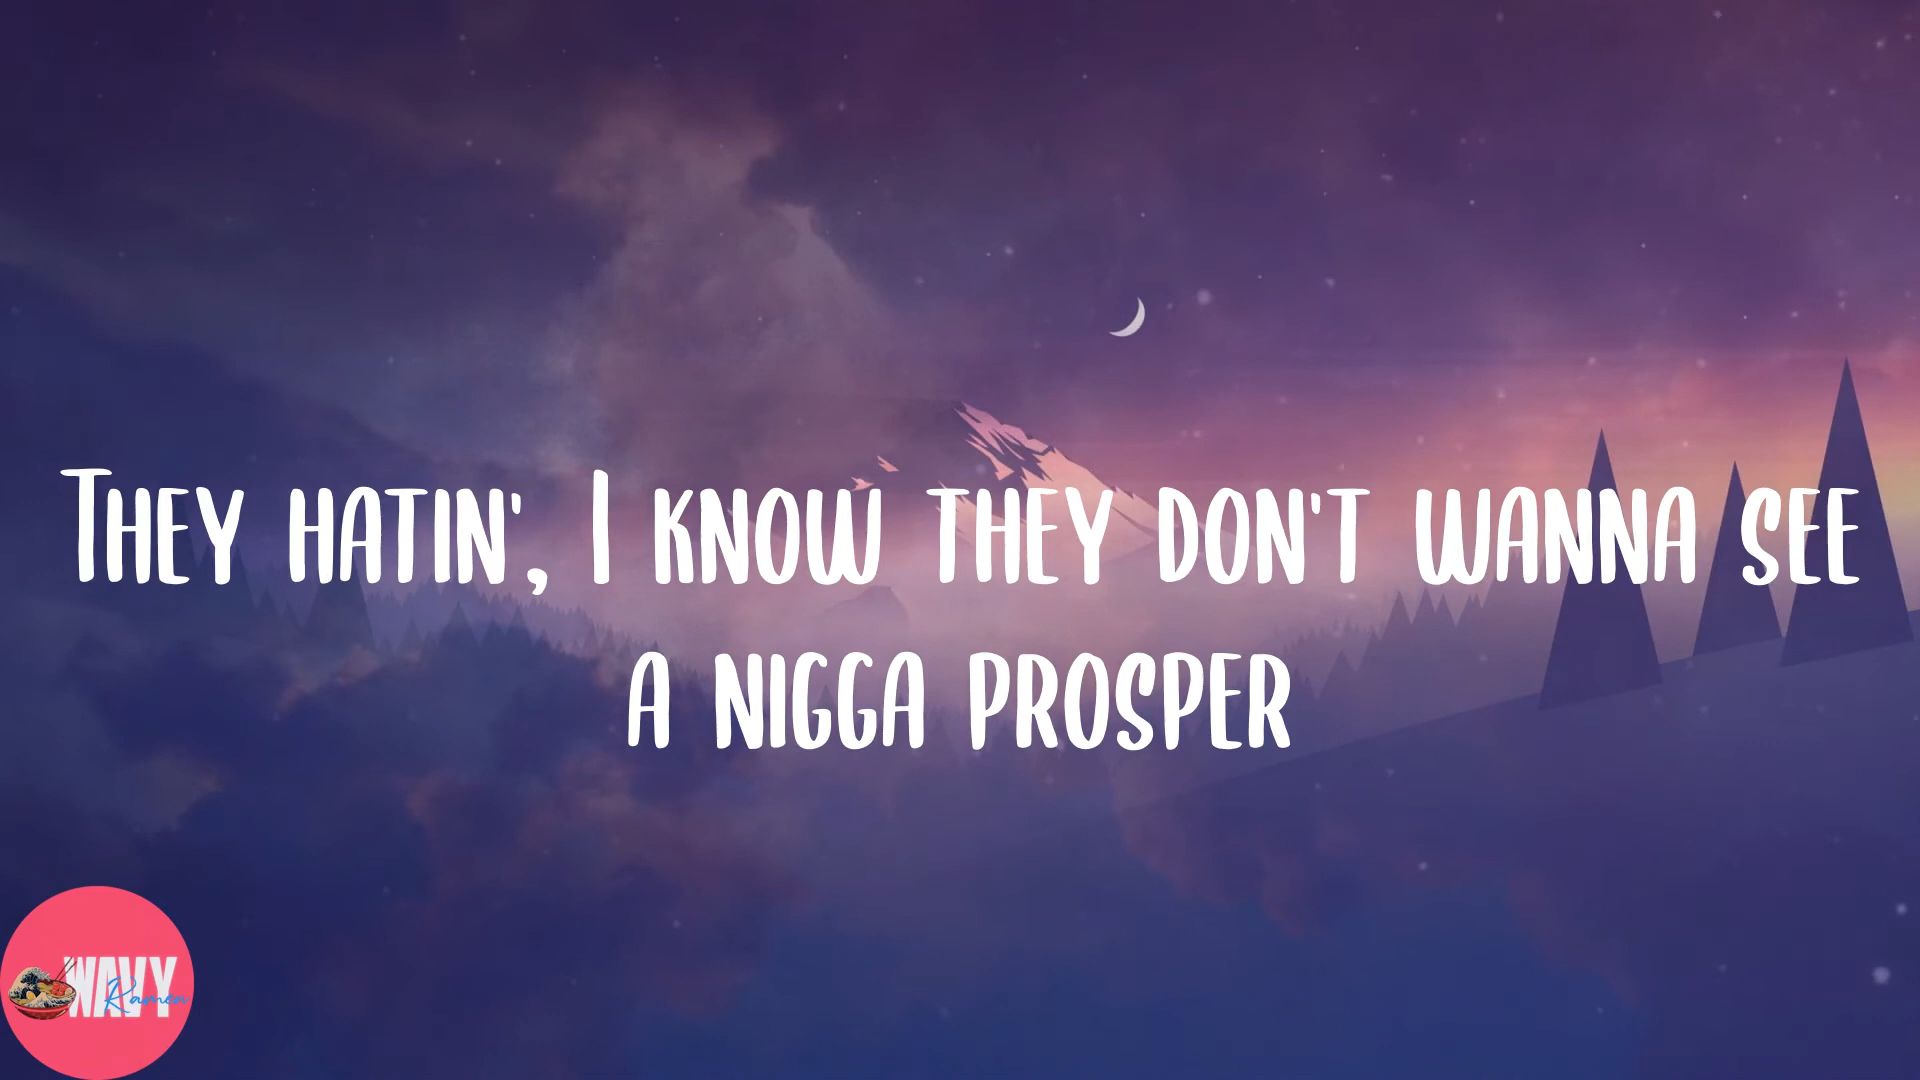 They hatin', I know they don't wanna see
a nigga prosper
WAVY
Ramen